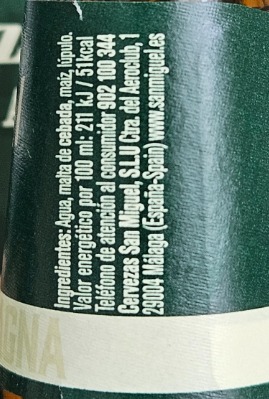 Ingredientes: Agua, malta de cebada, maíz, lúpulo.
Valor energético por 100 ml: 211 kJ / 51kcal
Teléfono de atención al consumidor 902 100 344
Cervezas San Miguel, S.L.U Ctra. del Aeroclub, 1
29004 Málaga (España-Spain) www.sanmiguel.es
GNA